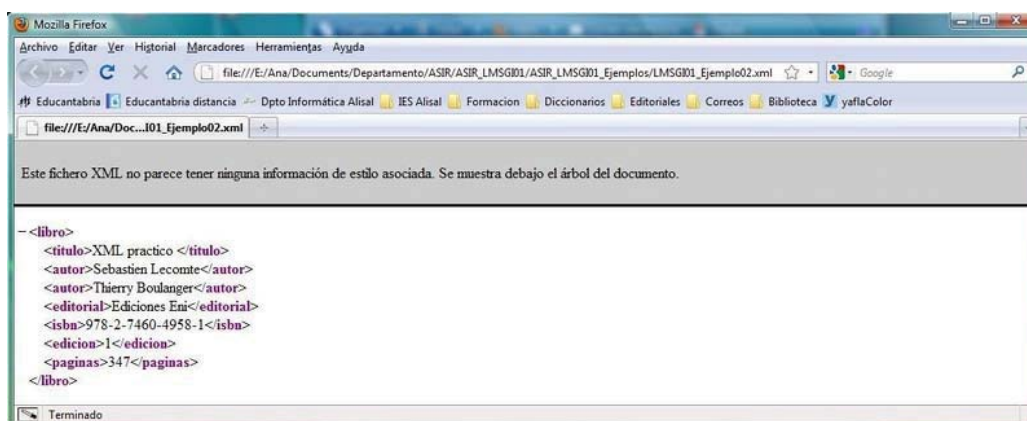 Mozilla Firefox
Archivo Editar Ver Historial Marcadores Herramientas Ayuda
file:///E:/Ana/Documents/Departamento/ASIR/ASIR_LMSGI01/ASIR_LMSGI01_Ejemplos/LMSGI01_Ejemplo02.xml
Google
Educantabria Educantabria distancia Dpto Informática Alisal IES Alisal Formacion Diccionarios Editoriales Correos Biblioteca yaflaColor
file:///E:/Ana/Doc...I01_Ejemplo02.xml
Este fichero XML no parece tener ninguna información de estilo asociada. Se muestra debajo el árbol del documento.
− <libro>
<titulo>XML practico </titulo>
<autor>Sebastien Lecomte</autor>
<autor>Thierry Boulanger</autor>
<editorial>Ediciones Eni</editorial>
<isbn>978-2-7460-4958-1</isbn>
<edicion>1</edicion>
<paginas>347</paginas>
</libro>
Terminado